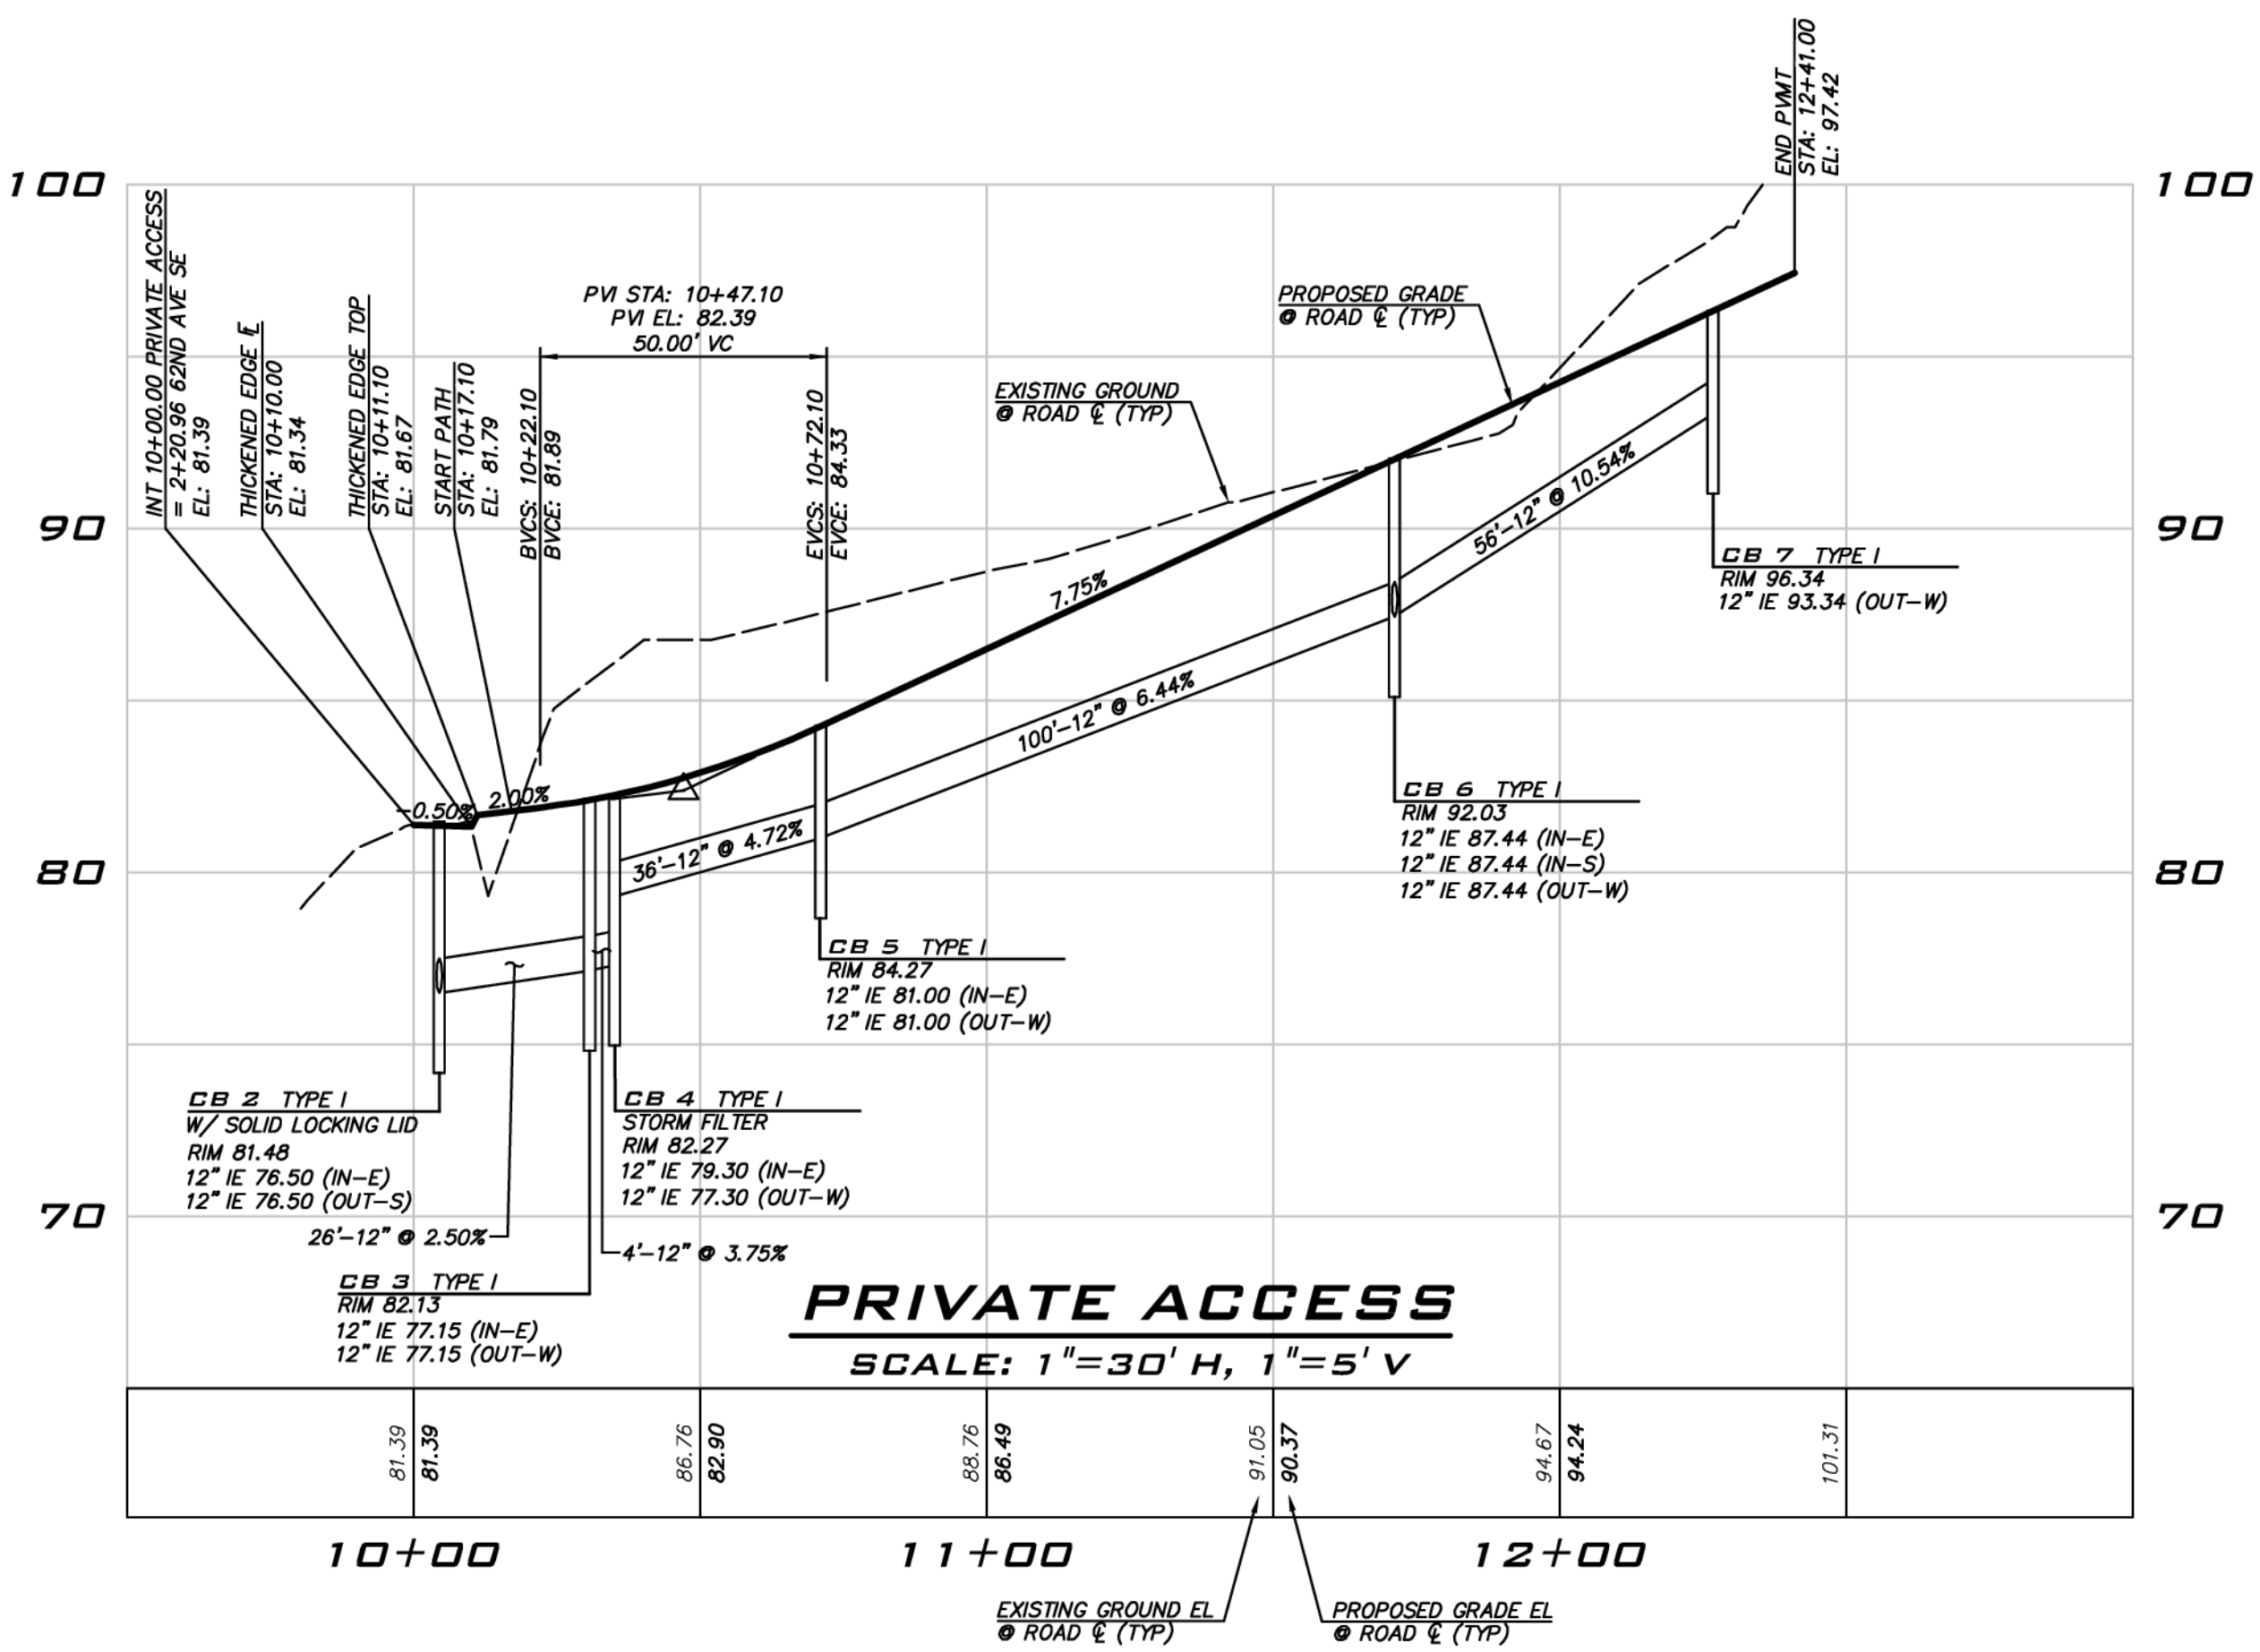 END PVMT
STA: 12+41.00
EL: 97.42
100
100
INT 10+00.00 PRIVATE ACCESS
= 2+20.96 62ND AVE SE
EL: 81.39
THICKENED EDGE ℄
STA: 10+10.00
EL: 81.34
THICKENED EDGE TOP
STA: 10+11.10
EL: 81.67
START PATH
STA: 10+17.10
EL: 81.79
BVCS: 10+22.10
BVCE: 81.89
PVI STA: 10+47.10
PVI EL: 82.39
50.00' VC
EVCS: 10+72.10
EVCE: 84.33
EXISTING GROUND
@ ROAD ℄ (TYP)
PROPOSED GRADE
@ ROAD ℄ (TYP)
90
90
7.75%
56'-12" @ 10.54%
CB 7 TYPE I
RIM 96.34
12" IE 93.34 (OUT-W)
100'-12" @ 6.44%
-0.50%
2.00%
36'-12" @ 4.72%
CB 6 TYPE I
RIM 92.03
12" IE 87.44 (IN-E)
12" IE 87.44 (IN-S)
12" IE 87.44 (OUT-W)
80
80
CB 5 TYPE I
RIM 84.27
12" IE 81.00 (IN-E)
12" IE 81.00 (OUT-W)
CB 2 TYPE I
W/ SOLID LOCKING LID
RIM 81.48
12" IE 76.50 (IN-E)
12" IE 76.50 (OUT-S)
CB 4 TYPE I
STORM FILTER
RIM 82.27
12" IE 79.30 (IN-E)
12" IE 77.30 (OUT-W)
70
70
26'-12" @ 2.50%
4'-12" @ 3.75%
CB 3 TYPE I
RIM 82.13
12" IE 77.15 (IN-E)
12" IE 77.15 (OUT-W)
PRIVATE ACCESS
SCALE: 1"=30' H, 1"=5' V
81.39
81.39
86.76
82.90
88.76
86.49
91.05
90.37
94.67
94.24
101.31
10+00
11+00
12+00
EXISTING GROUND EL
@ ROAD ℄ (TYP)
PROPOSED GRADE EL
@ ROAD ℄ (TYP)